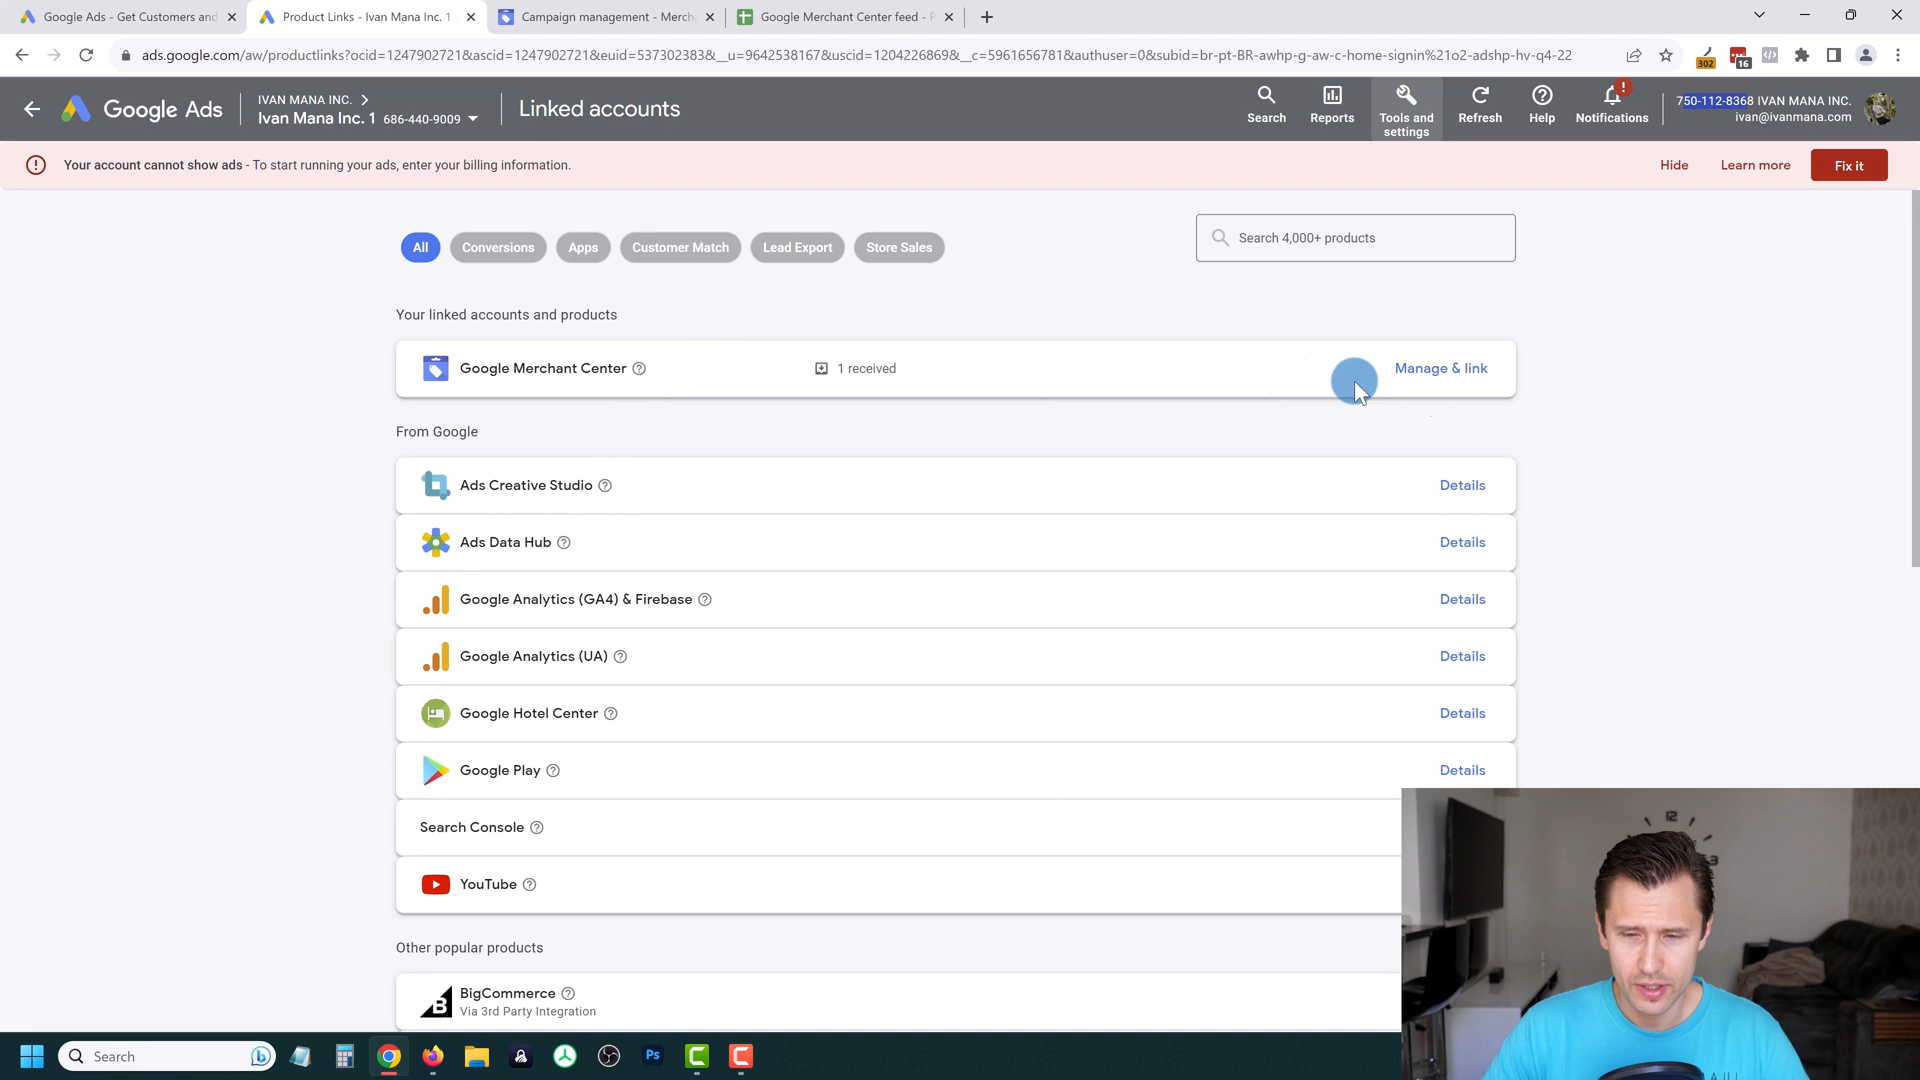 Google Ads - Get Customers and
Product Links - Ivan Mana Inc. 1
Campaign management - Merch
Google Merchant Center feed - P
ads.google.com/aw/productlinks?ocid=1247902721&ascid=1247902721&euid=537302383&__u=9642538167&uscid=1204226869&__c=5961656781&authuser=0&subid=br-pt-BR-awhp-g-aw-c-home-signin%21o2-adshp-hv-q4-22
302
16
Google Ads
IVAN MANA INC.
Ivan Mana Inc. 1 686-440-9009
Linked accounts
Search
Reports
Tools and settings
Refresh
Help
Notifications
750-112-8368 IVAN MANA INC.
ivan@ivanmana.com
Your account cannot show ads - To start running your ads, enter your billing information.
Hide
Learn more
Fix it
All
Conversions
Apps
Customer Match
Lead Export
Store Sales
Search 4,000+ products
Your linked accounts and products
Google Merchant Center
1 received
Manage & link
From Google
Ads Creative Studio
Details
Ads Data Hub
Details
Google Analytics (GA4) & Firebase
Details
Google Analytics (UA)
Details
Google Hotel Center
Details
Google Play
Details
Search Console
YouTube
Other popular products
BigCommerce
Via 3rd Party Integration
Search
Ps